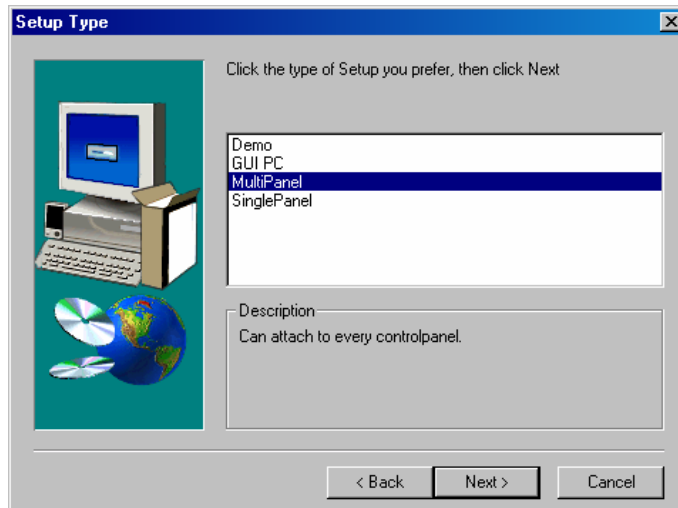 Setup Type
Click the type of Setup you prefer, then click Next
Demo
GUI PC
MultiPanel
SinglePanel
Description
Can attach to every controlpanel.
< Back
Next >
Cancel